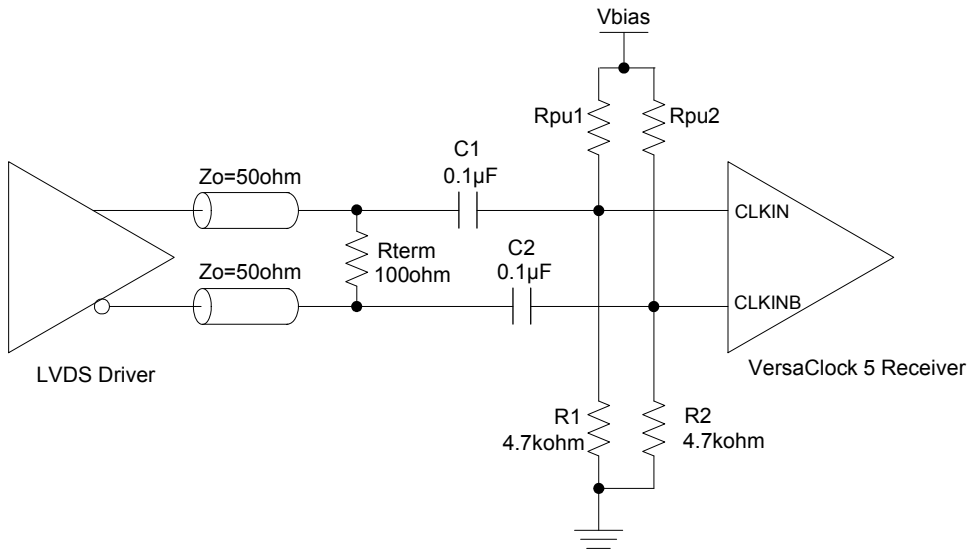 Vbias
Rpu1
Rpu2
C1
0.1µF
Zo=50ohm
CLKIN
Rterm
100ohm
C2
0.1µF
Zo=50ohm
CLKINB
LVDS Driver
VersaClock 5 Receiver
R1
4.7kohm
R2
4.7kohm